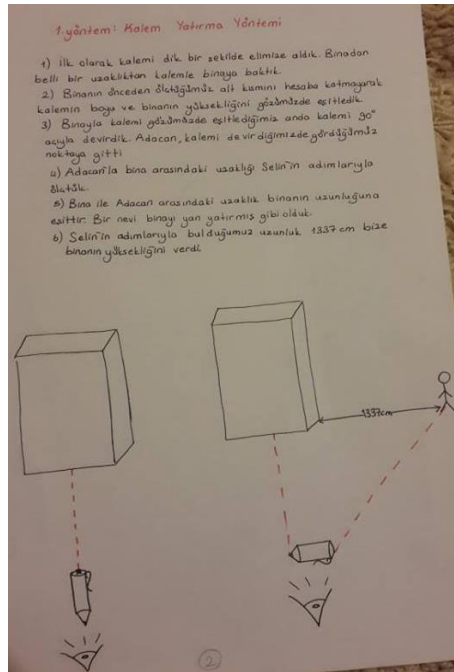 1.yöntem: Kalem Yatırma Yöntemi
1) İlk olarak kalemi dik bir şekilde elimize aldık. Binadan
belli bir uzaklıktan kalemle binaya baktık.
2) Binanın önceden ölçtüğümüz alt kısmını hesaba katmayarak
kalemin boyu ve binanın yüksekliğini gözümüzde eşitledik.
3) Binayla kalemi gözümüzde eşitlediğimiz anda kalemi 90°
açıyla devirdik. Adacan, kalemi devirdiğimizde gördüğümüz
noktaya gitti
4) Adacan'la bina arasındaki uzaklığı Selin'in adımlarıyla
ölçtük.
5) Bina ile Adacan arasındaki uzaklık binanın uzunluğuna
eşittir. Bir nevi binayı yan yatırmış gibi olduk.
6) Selin'in adımlarıyla bulduğumuz uzunluk 1337 cm bize
binanın yüksekliğini verdi.
1337cm
2